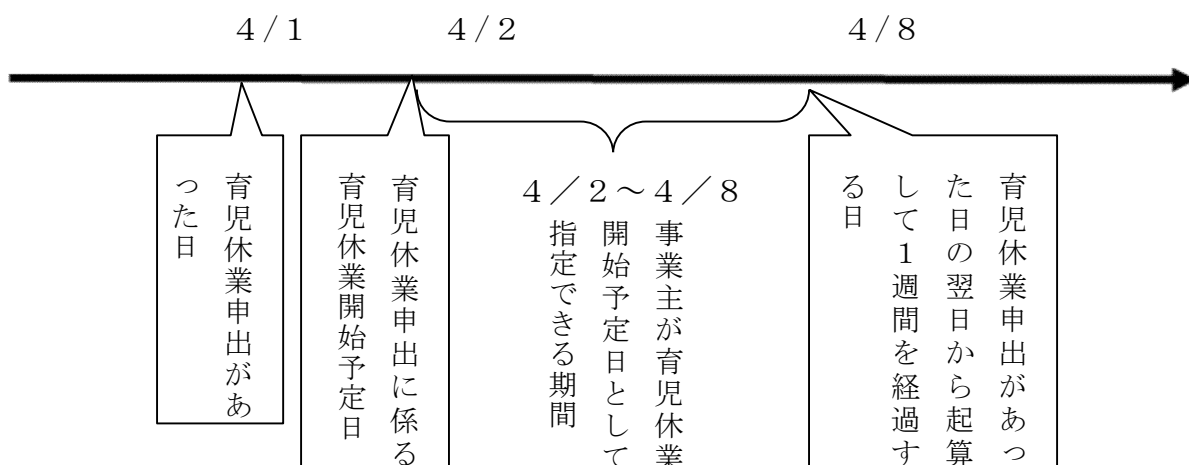 4/1
4/2
4/8
育児休業申出があ
った日
育児休業申出に係る
育児休業開始予定日
4/2～4/8
事業主が育児休業
開始予定日として
指定できる期間
育児休業申出があっ
た日の翌日から起算
して1週間を経過す
る日